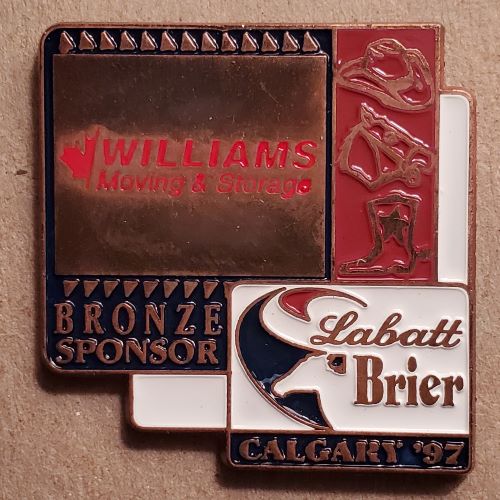 WILLIAMS
Moving & Storage
BRONZE
SPONSOR
Labatt
Brier
CALGARY '97